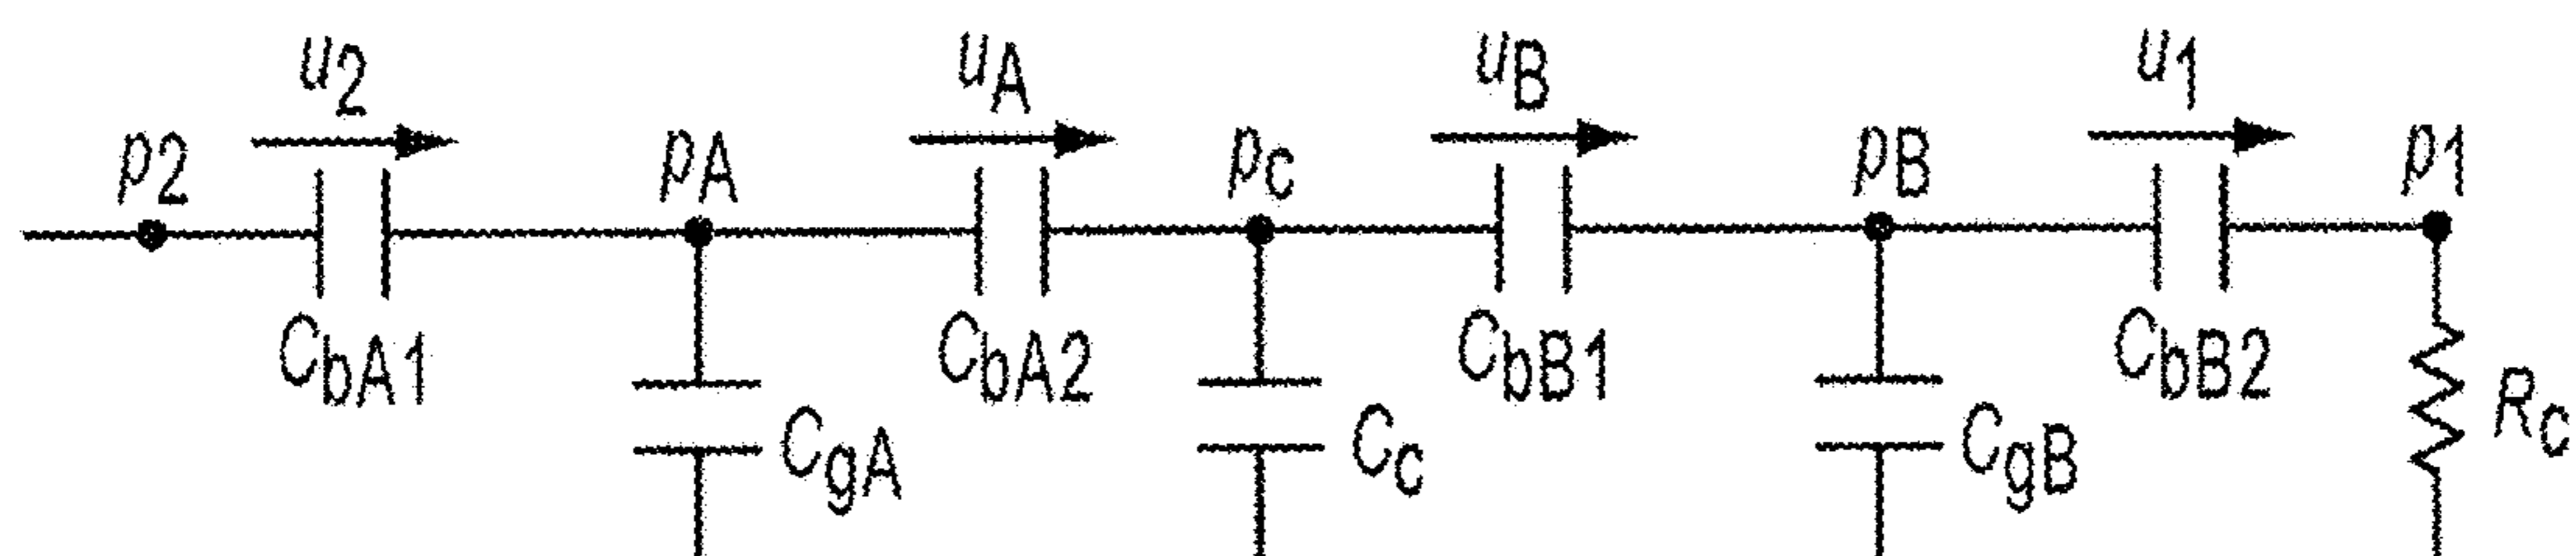 u2 uA uB u1
p2 pA pc pB p1
CbA1 CbA2 CbB1 CbB2
CgA Cc CgB Rc